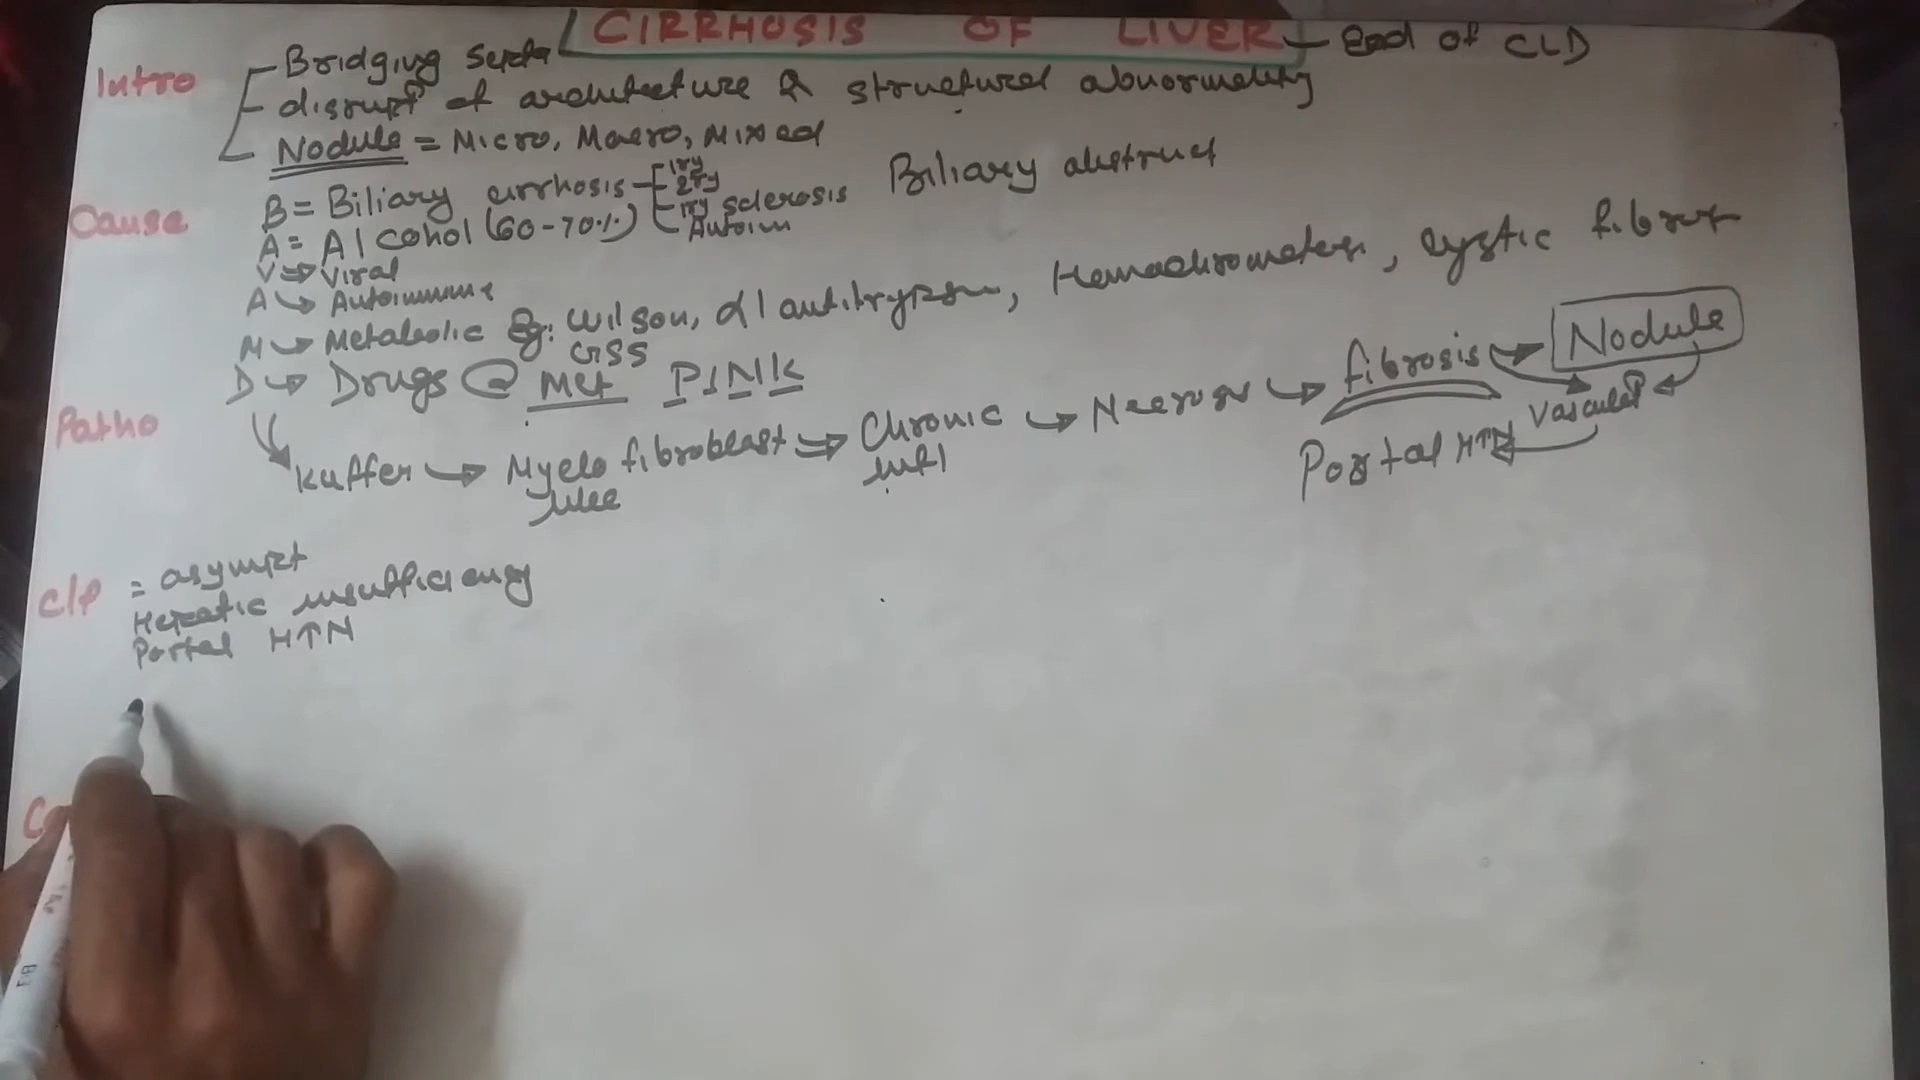 CIRRHOSIS OF LIVER – End of CLD
Intro
Bridging septa
disrupt of architecture & structural abnormality
Nodule = Micro, Macro, Mixed
Cause
B = Biliary cirrhosis
1ry
2ry
1ry sclerosis
Autoim
Biliary obstruct
A = Alcohol (60-70%)
V → Viral
A → Autoimmune
M → Metabolic Eg: Wilson, α1 antitrypsin, Hemochromatosis, cystic fibrosis
GSS
D → Drugs @ Met PINK
Patho
Kuffer → Myelo fibroblast → Chronic infl → Necrosis → fibrosis → Nodule
Vascular
Portal HTN
C/f = asympt
Hepatic insufficiency
Portal HTN